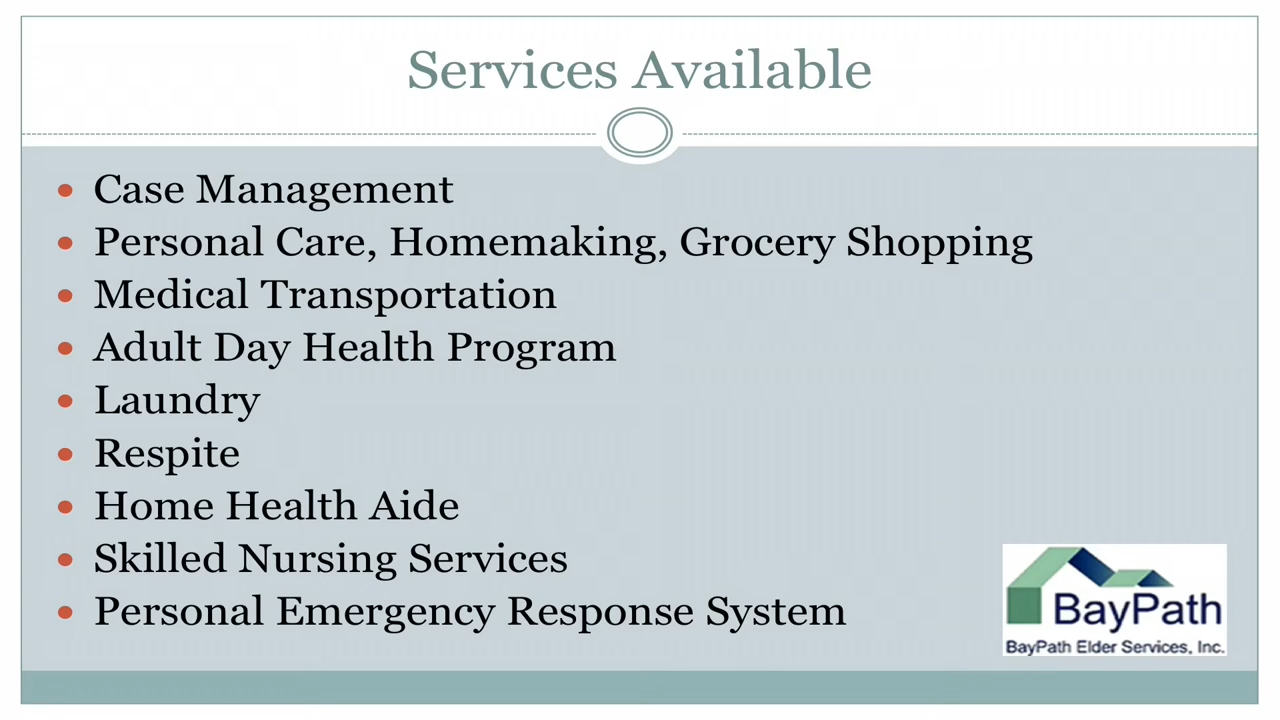 Services Available
• Case Management
• Personal Care, Homemaking, Grocery Shopping
• Medical Transportation
• Adult Day Health Program
• Laundry
• Respite
• Home Health Aide
• Skilled Nursing Services
• Personal Emergency Response System
BayPath
BayPath Elder Services, Inc.